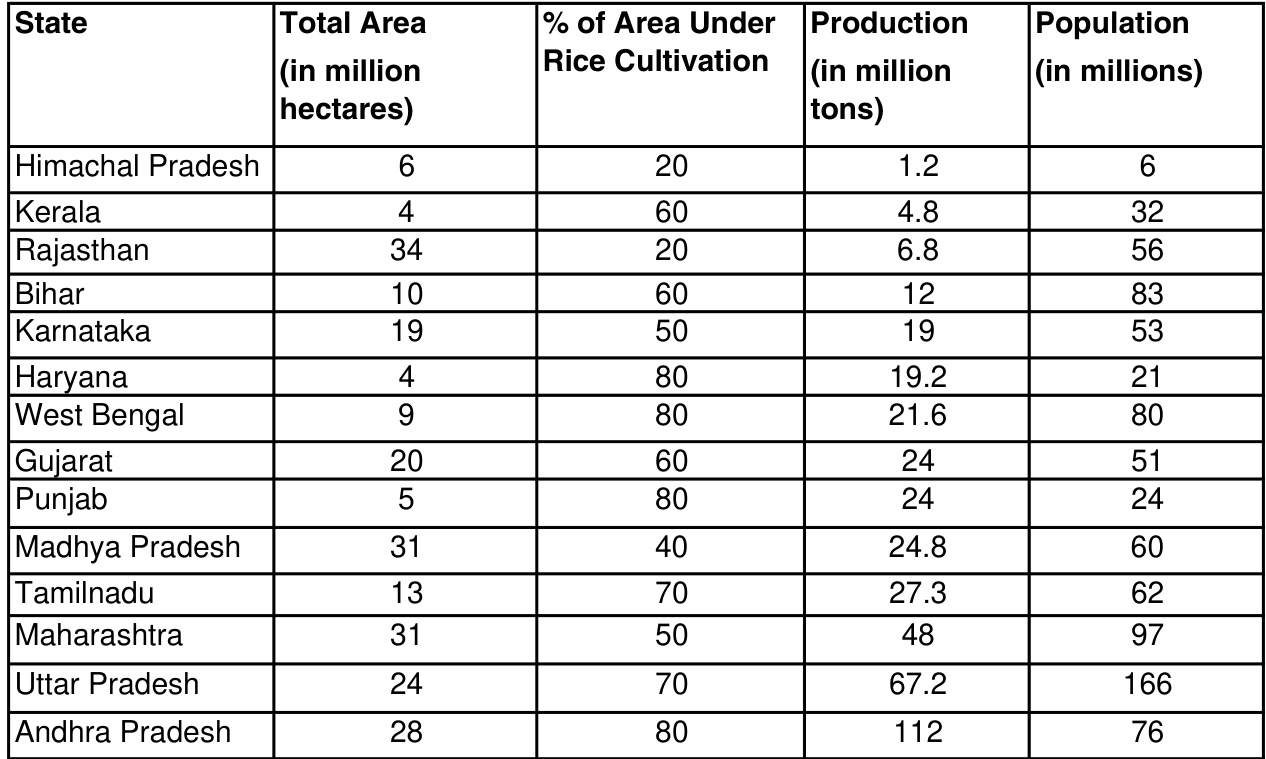 State Total Area (in million hectares) % of Area Under Rice Cultivation Production (in million tons) Population (in millions)
Himachal Pradesh 6 20 1.2 6
Kerala 4 60 4.8 32
Rajasthan 34 20 6.8 56
Bihar 10 60 12 83
Karnataka 19 50 19 53
Haryana 4 80 19.2 21
West Bengal 9 80 21.6 80
Gujarat 20 60 24 51
Punjab 5 80 24 24
Madhya Pradesh 31 40 24.8 60
Tamilnadu 13 70 27.3 62
Maharashtra 31 50 48 97
Uttar Pradesh 24 70 67.2 166
Andhra Pradesh 28 80 112 76